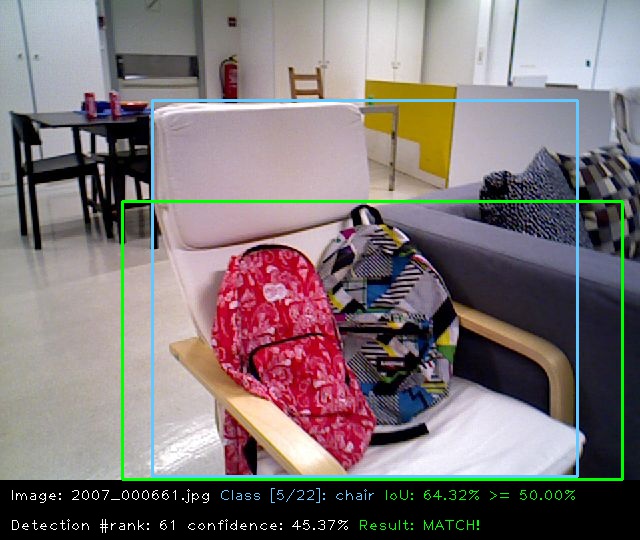 Image: 2007_000661.jpg Class [5/22]: chair IoU: 64.32% >= 50.00%
Detection #rank: 61 confidence: 45.37% Result: MATCH!